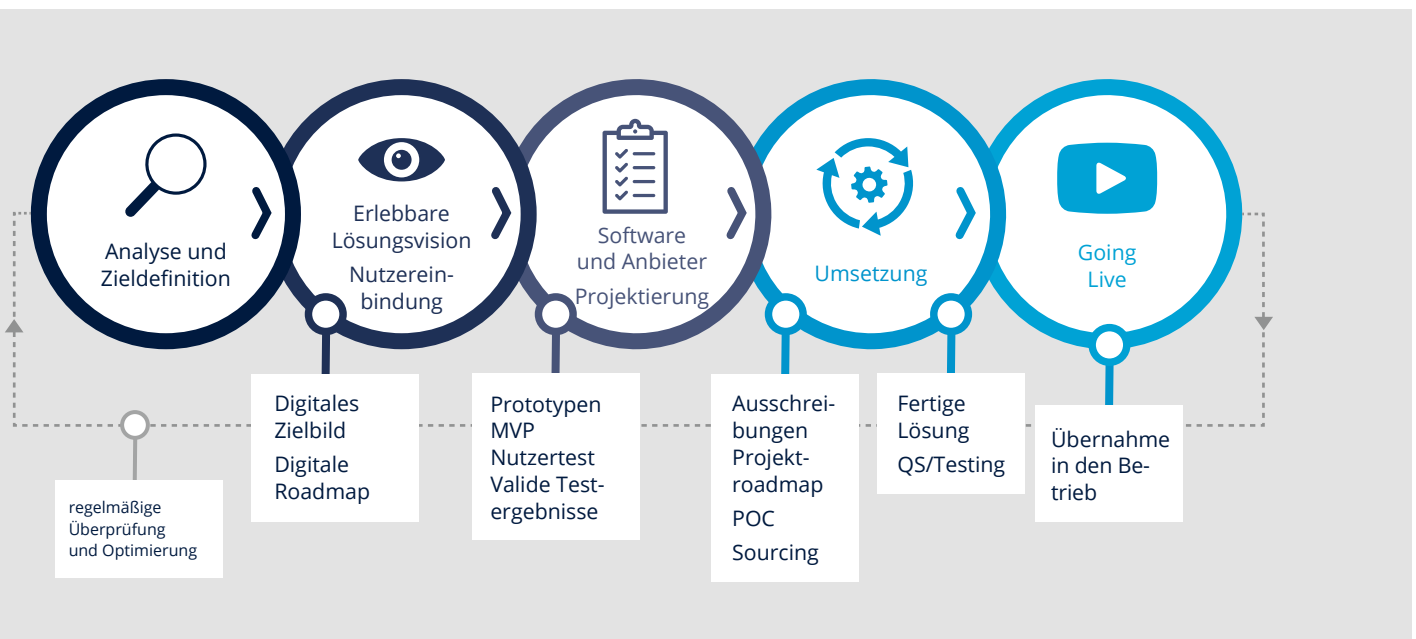 Analyse und
Zieldefinition
Erlebbare
Lösungsvision
Nutzerein-
bindung
Software
und Anbieter
Projektierung
Umsetzung
Going
Live
Digitales
Zielbild
Digitale
Roadmap
Prototypen
MVP
Nutzertest
Valide Test-
ergebnisse
Ausschrei-
bungen
Projekt-
roadmap
POC
Sourcing
Fertige
Lösung
QS/Testing
Übernahme
in den Be-
trieb
regelmäßige
Überprüfung
und Optimierung